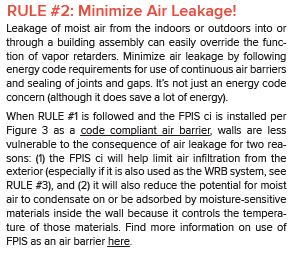 RULE #2: Minimize Air Leakage!
Leakage of moist air from the indoors or outdoors into or
through a building assembly can easily override the func-
tion of vapor retarders. Minimize air leakage by following
energy code requirements for use of continuous air barriers
and sealing of joints and gaps. It's not just an energy code
concern (although it does save a lot of energy).
When RULE #1 is followed and the FPIS ci is installed per
Figure 3 as a code compliant air barrier, walls are less
vulnerable to the consequence of air leakage for two rea-
sons: (1) the FPIS ci will help limit air infiltration from the
exterior (especially if it is also used as the WRB system, see
RULE #3), and (2) it will also reduce the potential for moist
air to condensate on or be adsorbed by moisture-sensitive
materials inside the wall because it controls the tempera-
ture of those materials. Find more information on use of
FPIS as an air barrier here.